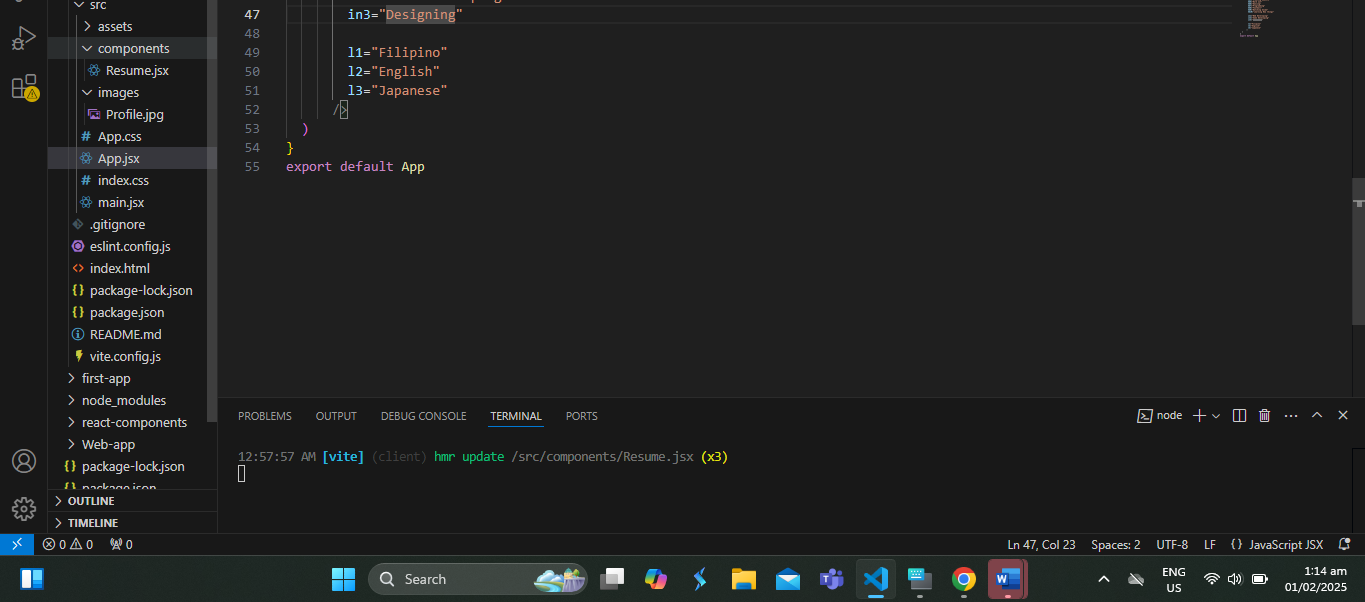 src
assets
components
Resume.jsx
images
Profile.jpg
# App.css
App.jsx
# index.css
main.jsx
.gitignore
eslint.config.js
<> index.html
{} package-lock.json
{} package.json
README.md
vite.config.js
first-app
node_modules
react-components
Web-app
{} package-lock.json
{} package.json
OUTLINE
TIMELINE
47 in3="Designing"
48
49 l1="Filipino"
50 l2="English"
51 l3="Japanese"
52 />
53 )
54 }
55 export default App
PROBLEMS OUTPUT DEBUG CONSOLE TERMINAL PORTS
node
12:57:57 AM [vite] (client) hmr update /src/components/Resume.jsx (x3)
0 0 0
Ln 47, Col 23 Spaces: 2 UTF-8 LF {} JavaScript JSX
Search
ENG
US
1:14 am
01/02/2025